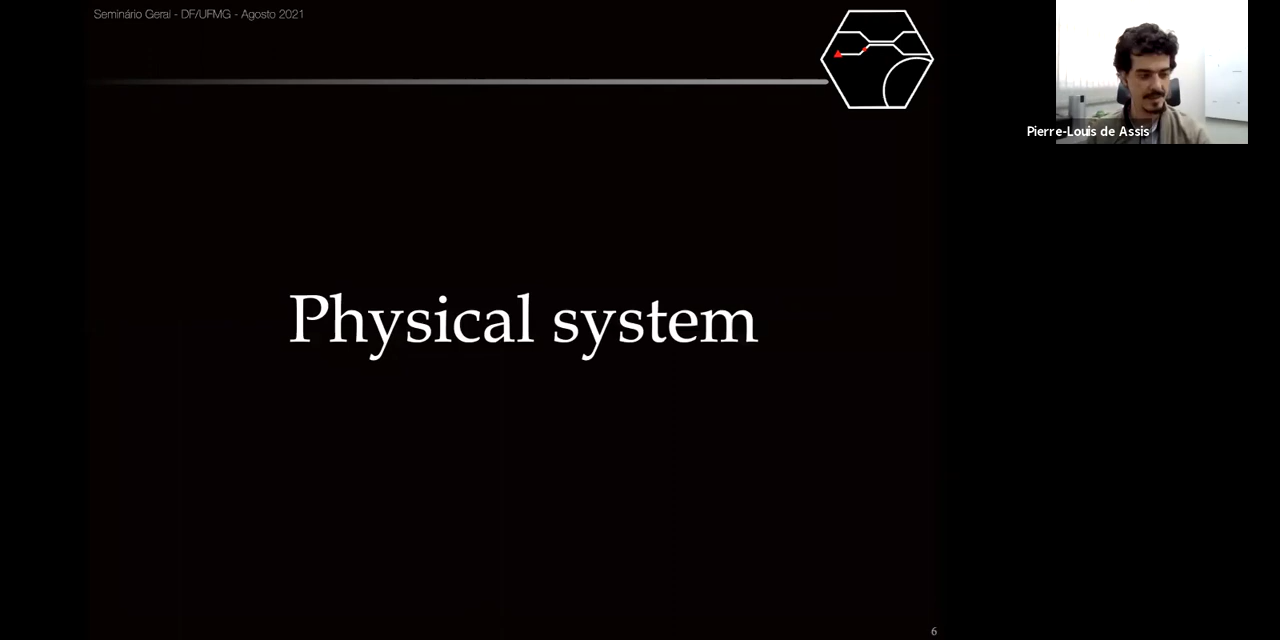 Seminário Geral - DF/UFMG - Agosto 2021
Pierre-Louis de Assis
Physical system
6